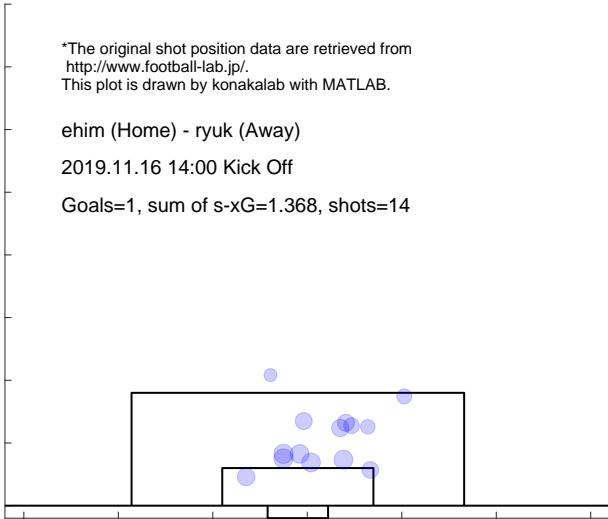 *The original shot position data are retrieved from
http://www.football-lab.jp/.
This plot is drawn by konakalab with MATLAB.
ehim (Home) - ryuk (Away)
2019.11.16 14:00 Kick Off
Goals=1, sum of s-xG=1.368, shots=14